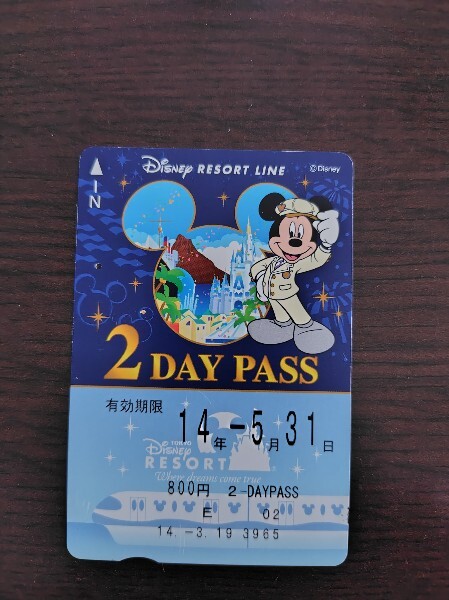 DISNEY RESORT LINE
©Disney
IN
2 DAY PASS
有効期限 14年-5月31日
TOKYO
DISNEY
RESORT
Where dreams come true
800円 2-DAYPASS
E 02
14.-3.19 3965